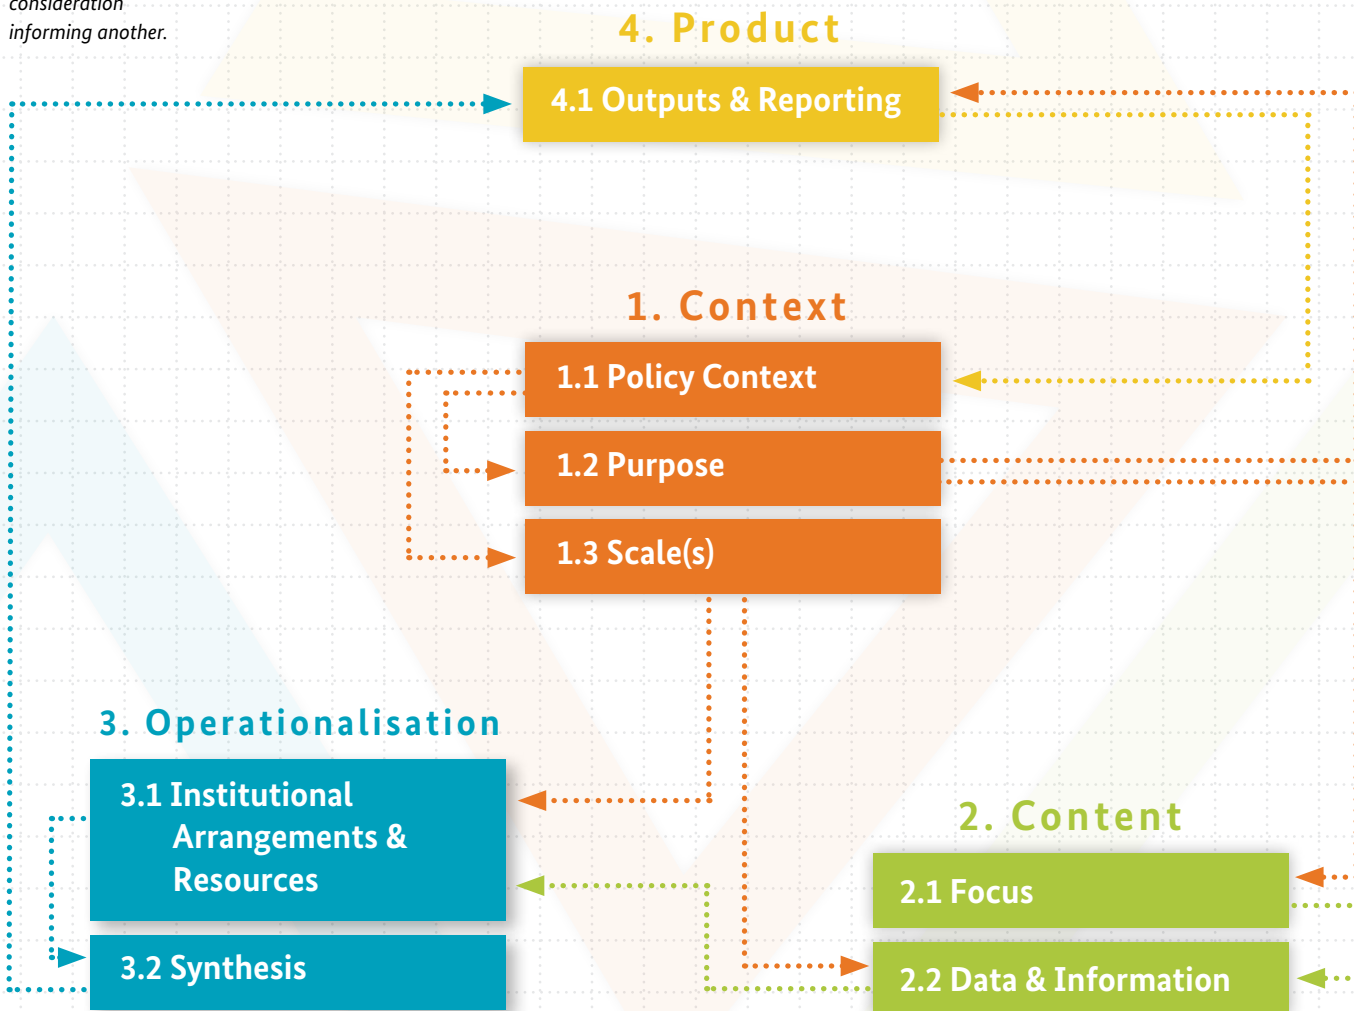 consideration
informing another.
4. Product
4.1 Outputs & Reporting
1. Context
1.1 Policy Context
1.2 Purpose
1.3 Scale(s)
3. Operationalisation
3.1 Institutional
Arrangements &
Resources
3.2 Synthesis
2. Content
2.1 Focus
2.2 Data & Information